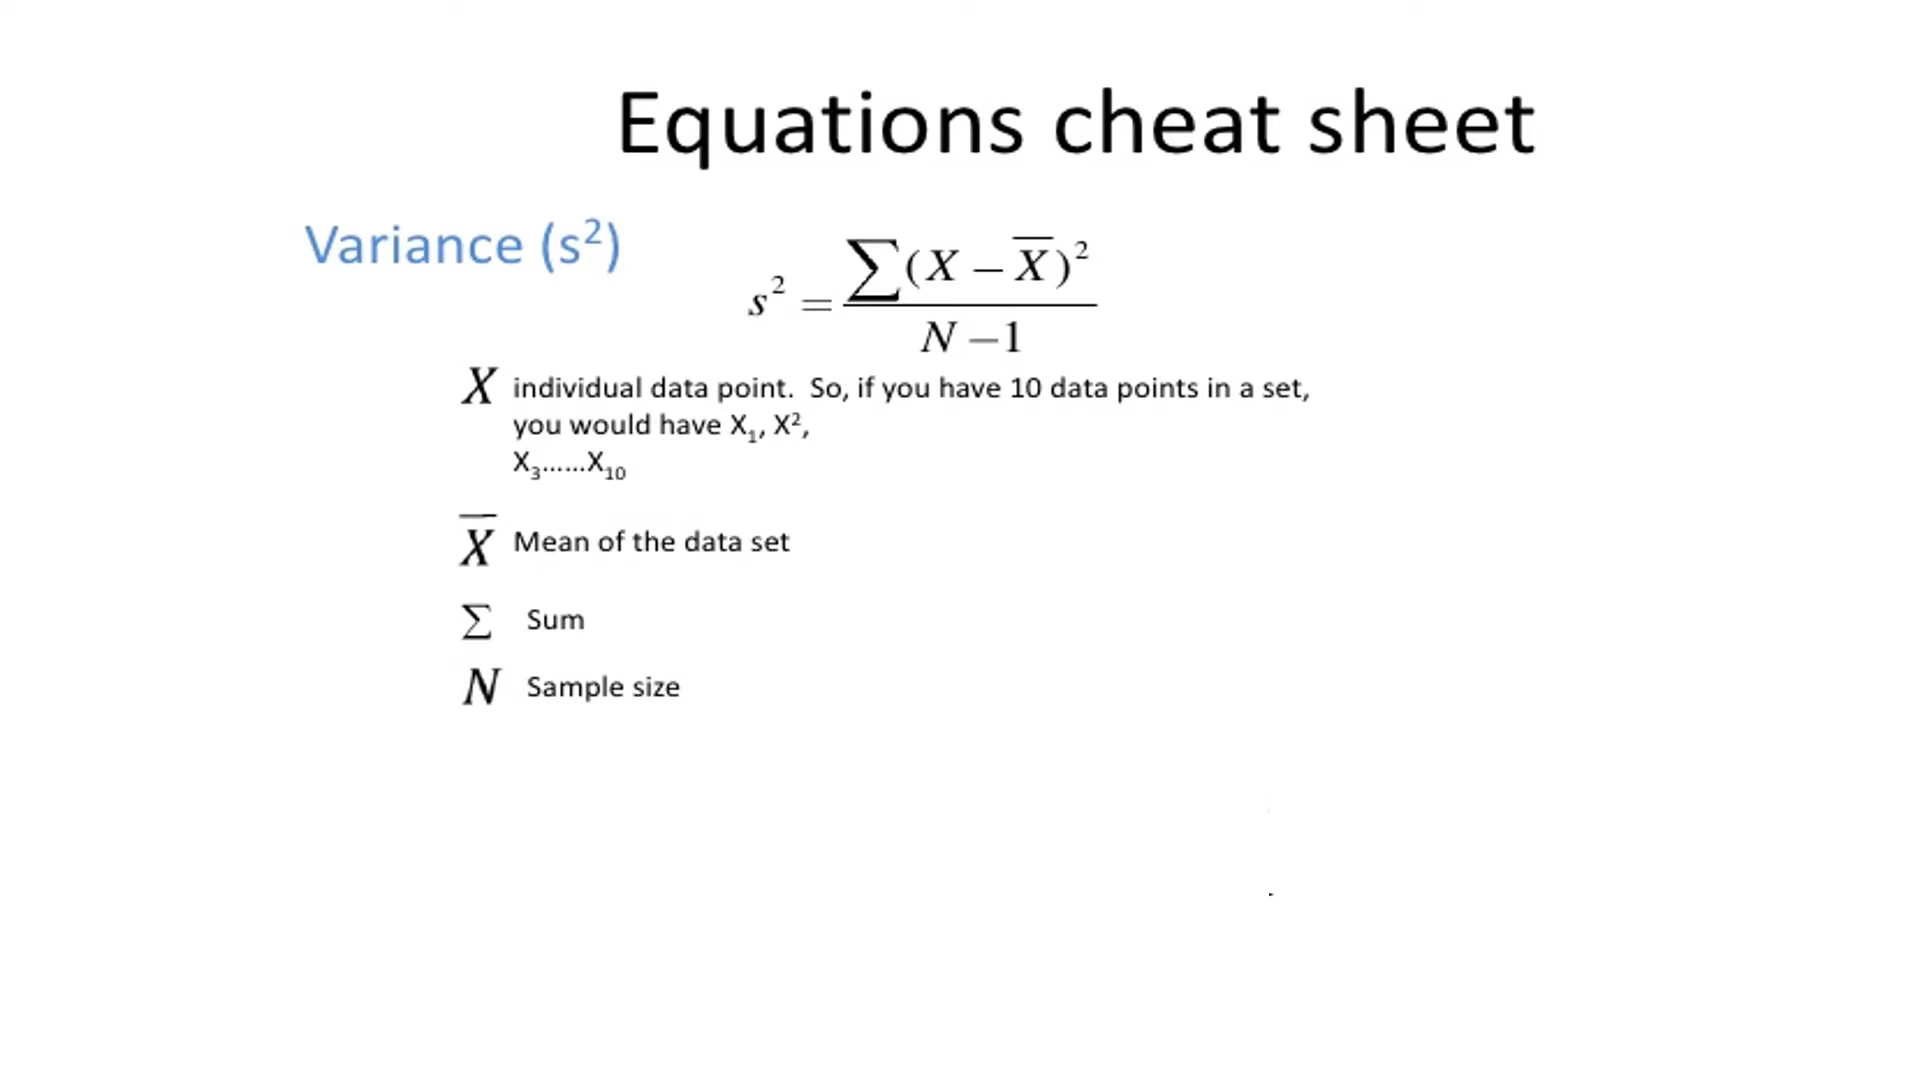 Equations cheat sheet
Variance (s²)
s² = ∑(X – X̅)² / N – 1
X individual data point.  So, if you have 10 data points in a set,
you would have X₁, X²,
X₃......X₁₀
X̅ Mean of the data set
∑ Sum
N Sample size